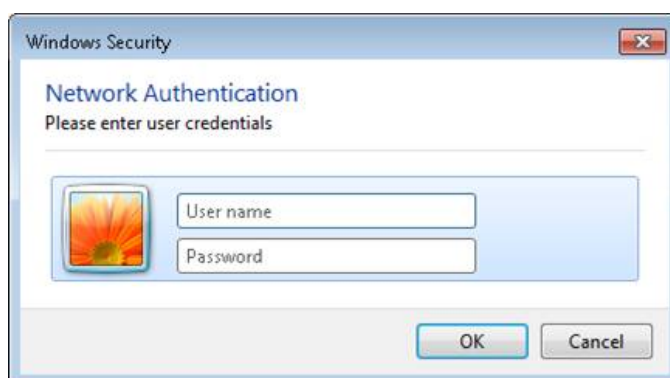 Windows Security
Network Authentication
Please enter user credentials
User name
Password
OK
Cancel